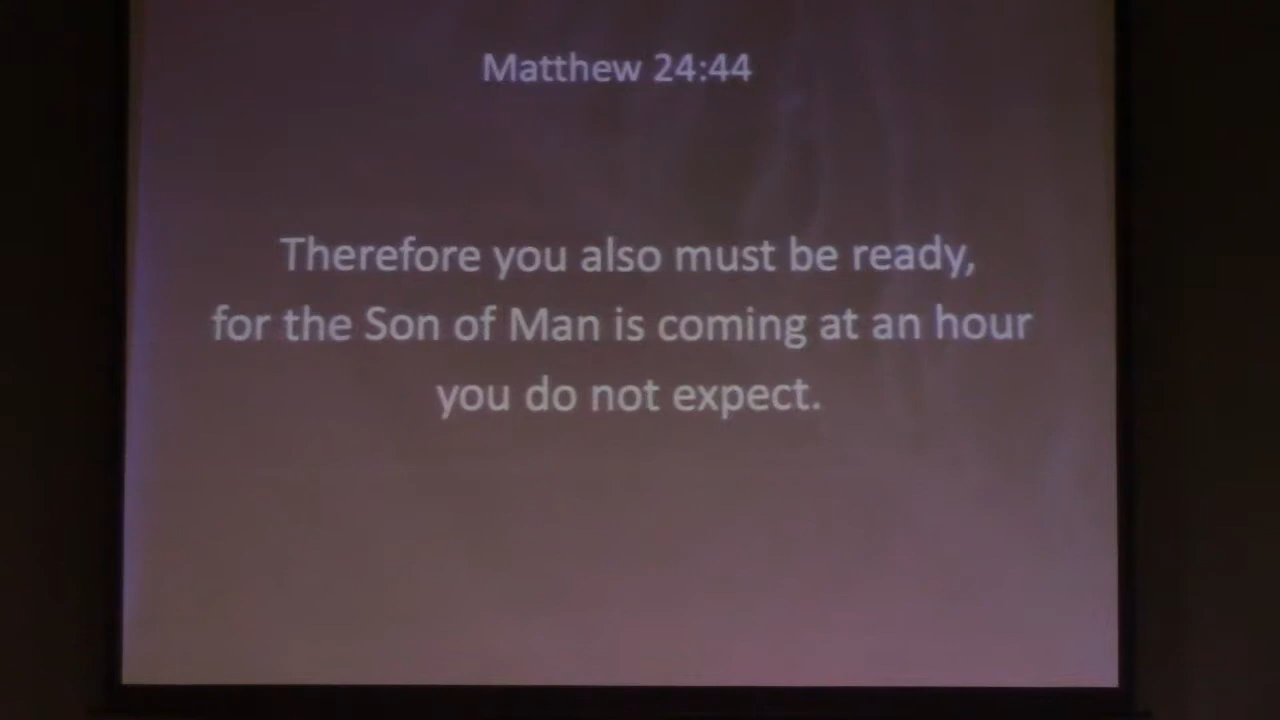 Matthew 24:44
Therefore you also must be ready,
for the Son of Man is coming at an hour
you do not expect.